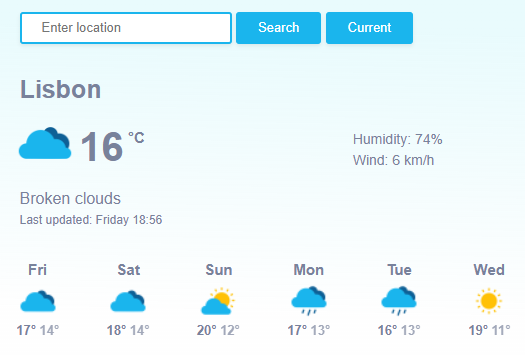 Enter location Search Current
Lisbon
16 °C
Humidity: 74%
Wind: 6 km/h
Broken clouds
Last updated: Friday 18:56
Fri Sat Sun Mon Tue Wed
17° 14° 18° 14° 20° 12° 17° 13° 16° 13° 19° 11°